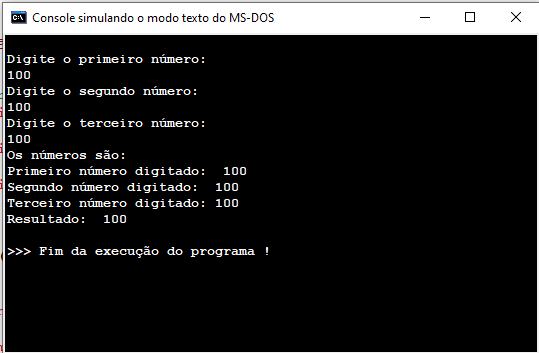 Console simulando o modo texto do MS-DOS
Digite o primeiro número:
100
Digite o segundo número:
100
Digite o terceiro número:
100
Os números são:
Primeiro número digitado:  100
Segundo número digitado:  100
Terceiro número digitado: 100
Resultado:  100
>>> Fim da execução do programa !